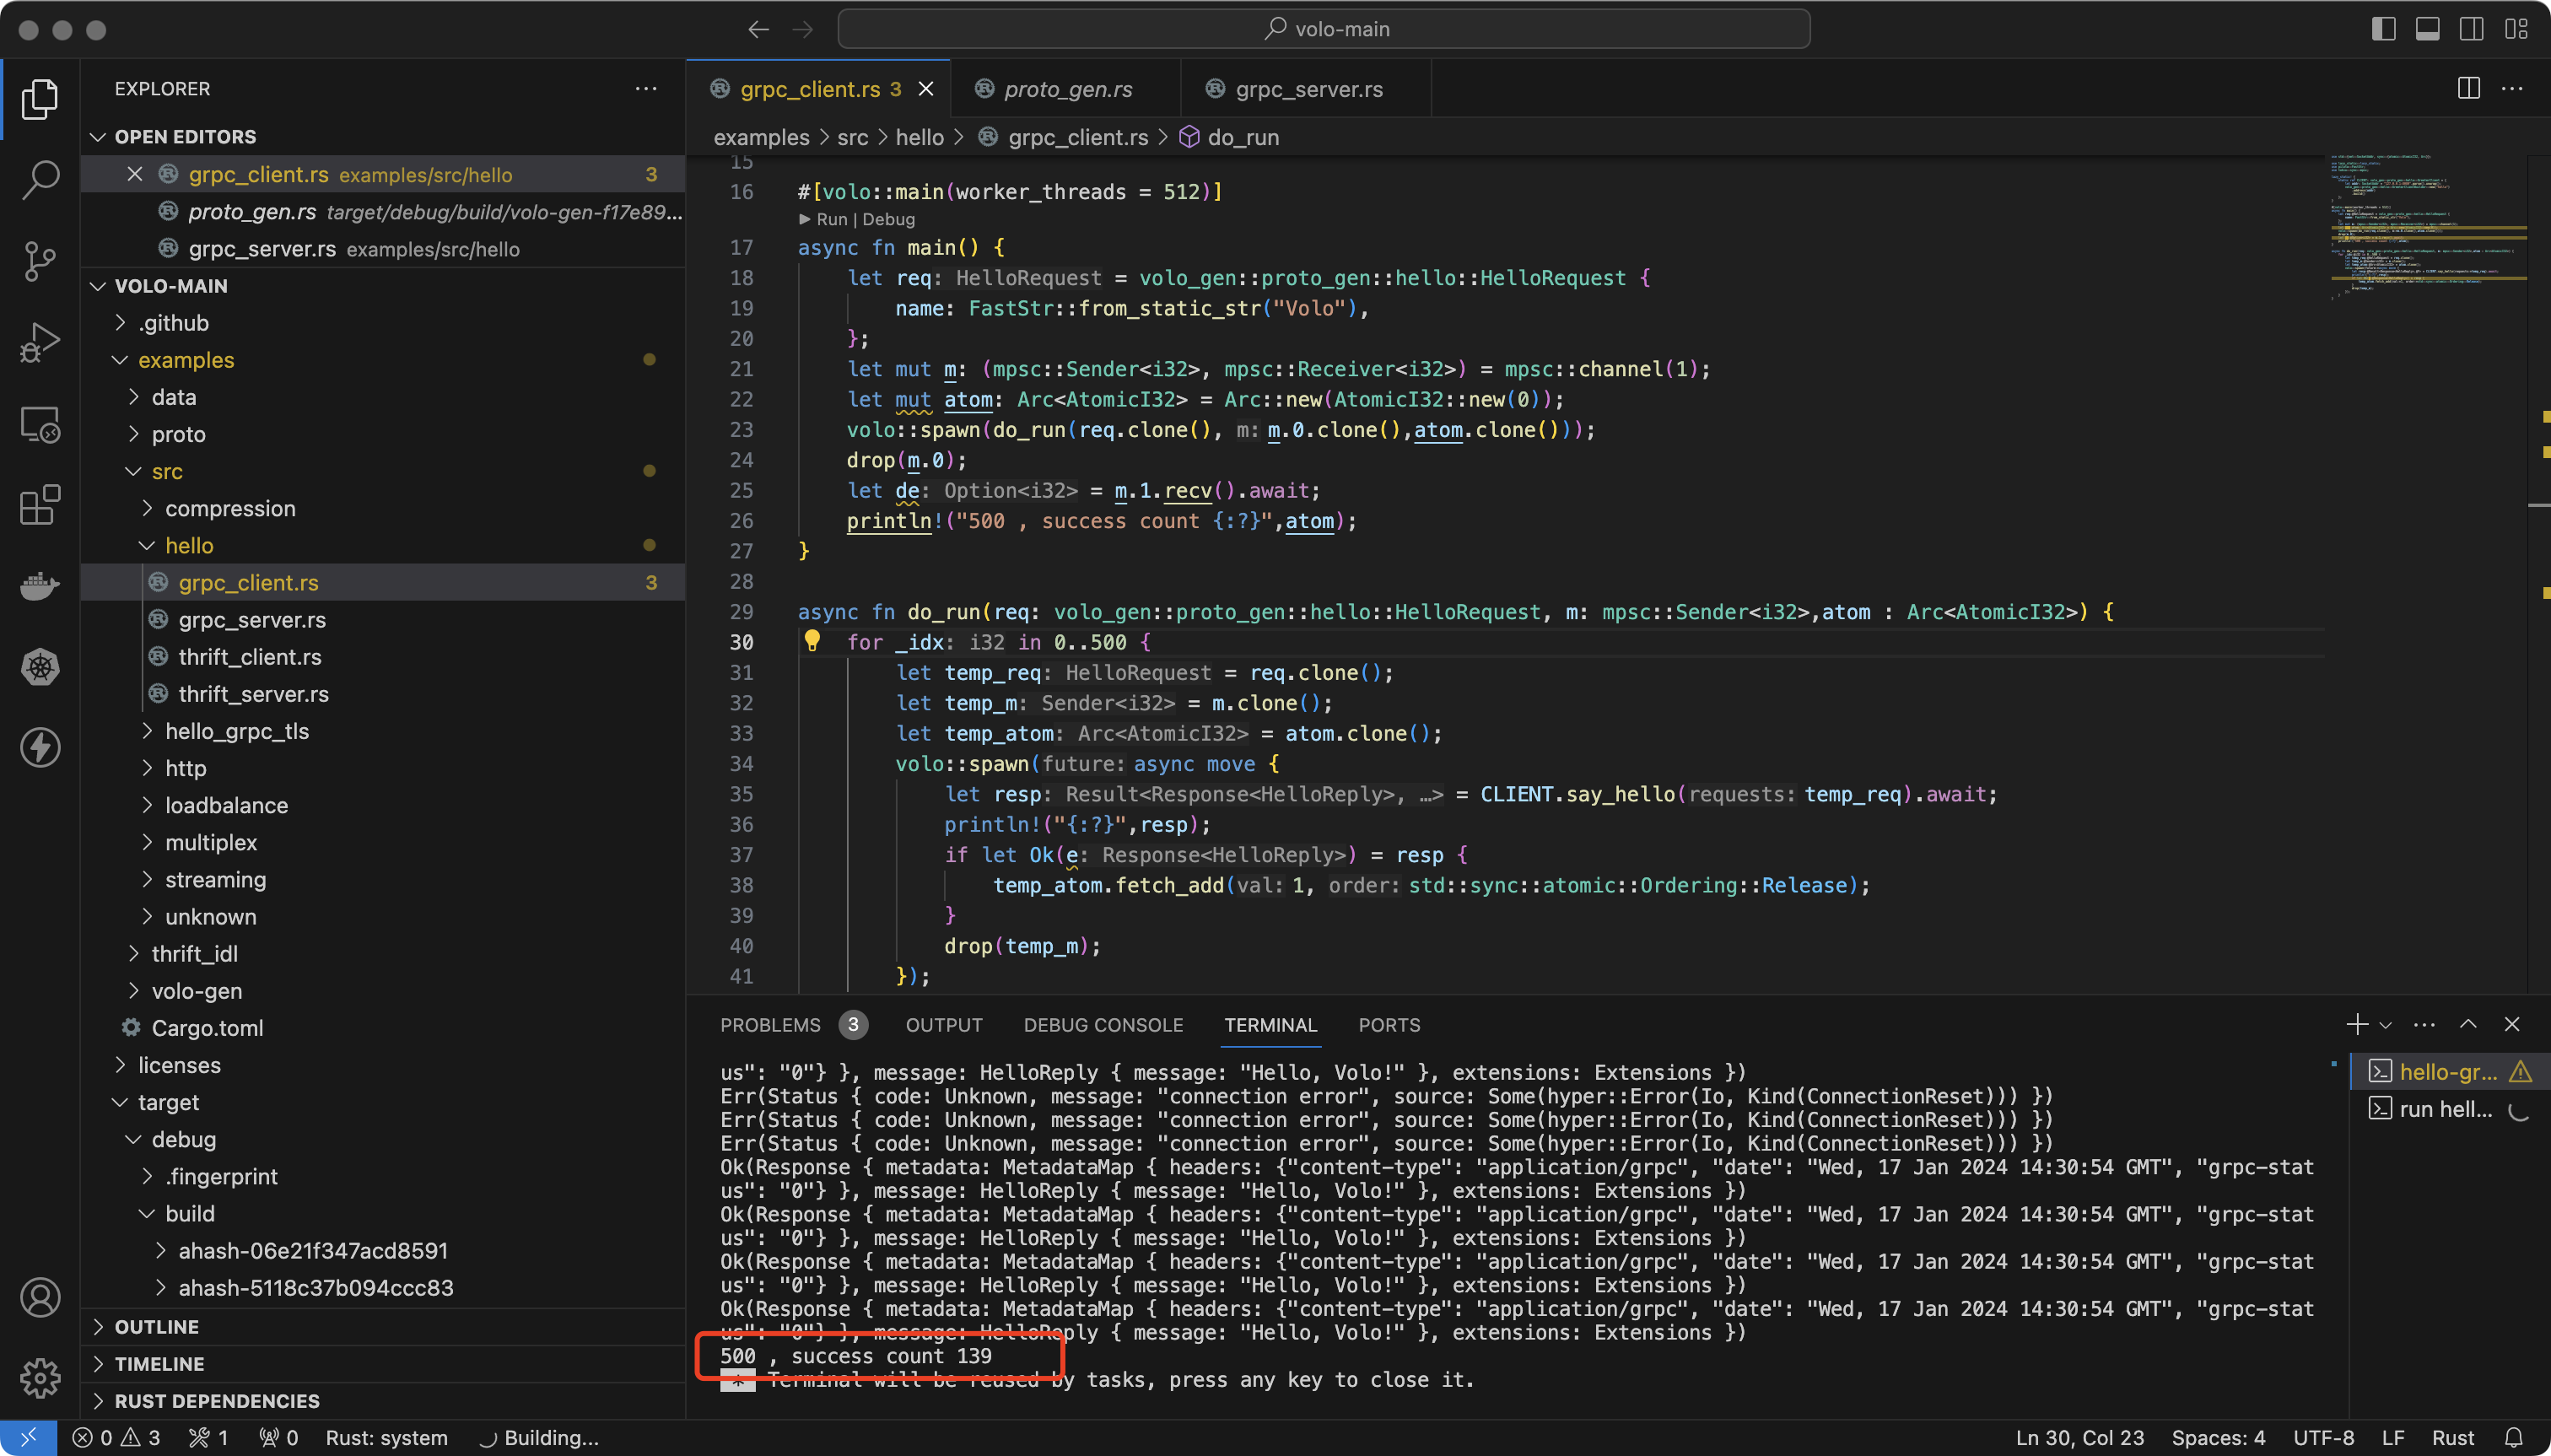 volo-main
EXPLORER
OPEN EDITORS
grpc_client.rs examples/src/hello 3
proto_gen.rs target/debug/build/volo-gen-f17e89...
grpc_server.rs examples/src/hello
VOLO-MAIN
.github
examples
data
proto
src
compression
hello
grpc_client.rs 3
grpc_server.rs
thrift_client.rs
thrift_server.rs
hello_grpc_tls
http
loadbalance
multiplex
streaming
unknown
thrift_idl
volo-gen
Cargo.toml
licenses
target
debug
.fingerprint
build
ahash-06e21f347acd8591
ahash-5118c37b094ccc83
OUTLINE
TIMELINE
RUST DEPENDENCIES
grpc_client.rs 3 proto_gen.rs grpc_server.rs
examples > src > hello > grpc_client.rs > do_run
15
16 #[volo::main(worker_threads = 512)]
Run | Debug
17 async fn main() {
18 let req: HelloRequest = volo_gen::proto_gen::hello::HelloRequest {
19 name: FastStr::from_static_str("Volo"),
20 };
21 let mut m: (mpsc::Sender<i32>, mpsc::Receiver<i32>) = mpsc::channel(1);
22 let mut atom: Arc<AtomicI32> = Arc::new(AtomicI32::new(0));
23 volo::spawn(do_run(req.clone(), m: m.0.clone(),atom.clone()));
24 drop(m.0);
25 let de: Option<i32> = m.1.recv().await;
26 println!("500 , success count {:?}",atom);
27 }
28
29 async fn do_run(req: volo_gen::proto_gen::hello::HelloRequest, m: mpsc::Sender<i32>,atom : Arc<AtomicI32>) {
30 for _idx: i32 in 0..500 {
31 let temp_req: HelloRequest = req.clone();
32 let temp_m: Sender<i32> = m.clone();
33 let temp_atom: Arc<AtomicI32> = atom.clone();
34 volo::spawn(future: async move {
35 let resp: Result<Response<HelloReply>, …> = CLIENT.say_hello(requests: temp_req).await;
36 println!("{:?}",resp);
37 if let Ok(e: Response<HelloReply>) = resp {
38 temp_atom.fetch_add(val: 1, order: std::sync::atomic::Ordering::Release);
39 }
40 drop(temp_m);
41 });
PROBLEMS 3 OUTPUT DEBUG CONSOLE TERMINAL PORTS
us": "0"} }, message: HelloReply { message: "Hello, Volo!" }, extensions: Extensions })
Err(Status { code: Unknown, message: "connection error", source: Some(hyper::Error(Io, Kind(ConnectionReset))) })
Err(Status { code: Unknown, message: "connection error", source: Some(hyper::Error(Io, Kind(ConnectionReset))) })
Err(Status { code: Unknown, message: "connection error", source: Some(hyper::Error(Io, Kind(ConnectionReset))) })
Ok(Response { metadata: MetadataMap { headers: {"content-type": "application/grpc", "date": "Wed, 17 Jan 2024 14:30:54 GMT", "grpc-stat
us": "0"} }, message: HelloReply { message: "Hello, Volo!" }, extensions: Extensions })
Ok(Response { metadata: MetadataMap { headers: {"content-type": "application/grpc", "date": "Wed, 17 Jan 2024 14:30:54 GMT", "grpc-stat
us": "0"} }, message: HelloReply { message: "Hello, Volo!" }, extensions: Extensions })
Ok(Response { metadata: MetadataMap { headers: {"content-type": "application/grpc", "date": "Wed, 17 Jan 2024 14:30:54 GMT", "grpc-stat
us": "0"} }, message: HelloReply { message: "Hello, Volo!" }, extensions: Extensions })
Ok(Response { metadata: MetadataMap { headers: {"content-type": "application/grpc", "date": "Wed, 17 Jan 2024 14:30:54 GMT", "grpc-stat
us": "0"} }, message: HelloReply { message: "Hello, Volo!" }, extensions: Extensions })
500 , success count 139
* Terminal will be reused by tasks, press any key to close it.
hello-gr...
run hell...
0 3 1 0 Rust: system Building... Ln 30, Col 23 Spaces: 4 UTF-8 LF Rust